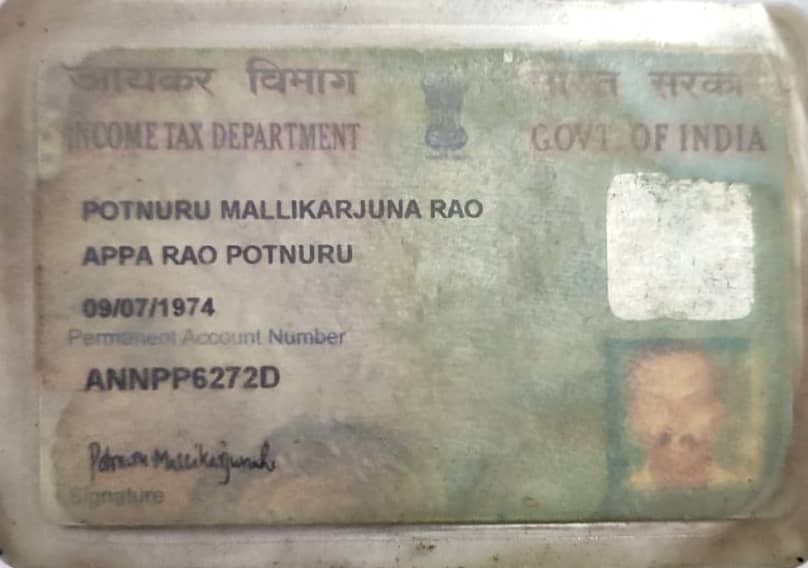 आयकर विभाग
भारत सरकार
INCOME TAX DEPARTMENT
GOVT. OF INDIA
POTNURU MALLIKARJUNA RAO
APPA RAO POTNURU
09/07/1974
Permanent Account Number
ANNPP6272D
Potnuru Mallikarjuna
Signature